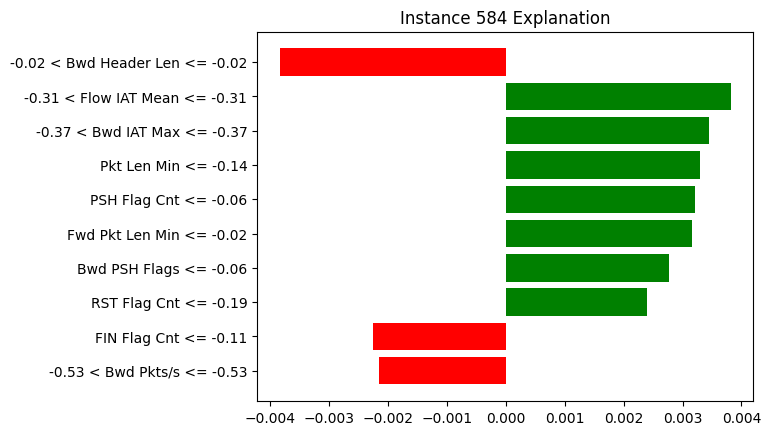 Instance 584 Explanation
-0.02 < Bwd Header Len <= -0.02
-0.31 < Flow IAT Mean <= -0.31
-0.37 < Bwd IAT Max <= -0.37
Pkt Len Min <= -0.14
PSH Flag Cnt <= -0.06
Fwd Pkt Len Min <= -0.02
Bwd PSH Flags <= -0.06
RST Flag Cnt <= -0.19
FIN Flag Cnt <= -0.11
-0.53 < Bwd Pkts/s <= -0.53
−0.004 −0.003 −0.002 −0.001 0.000 0.001 0.002 0.003 0.004